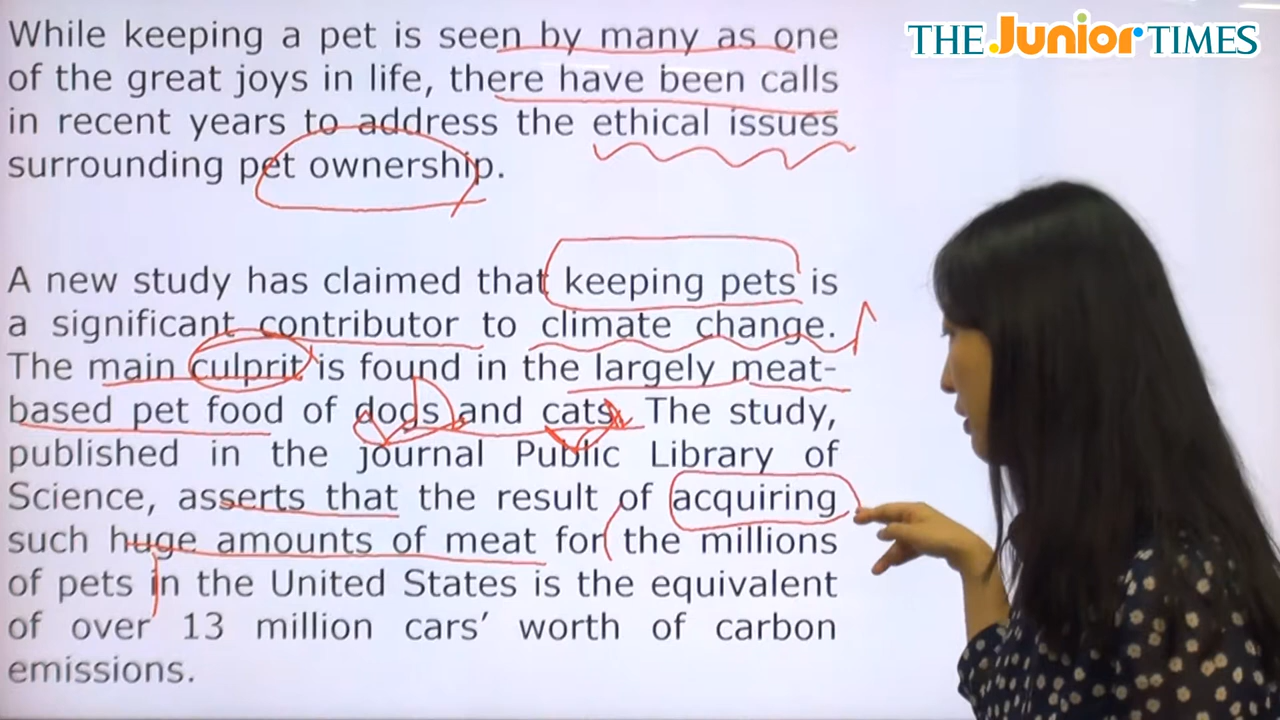 THE Junior TIMES
While keeping a pet is seen by many as one
of the great joys in life, there have been calls
in recent years to address the ethical issues
surrounding pet ownership.
A new study has claimed that keeping pets is
a significant contributor to climate change.
The main culprit is found in the largely meat-
based pet food of dogs and cats. The study,
published in the journal Public Library of
Science, asserts that the result of acquiring
such huge amounts of meat for the millions
of pets in the United States is the equivalent
of over 13 million cars’ worth of carbon
emissions.